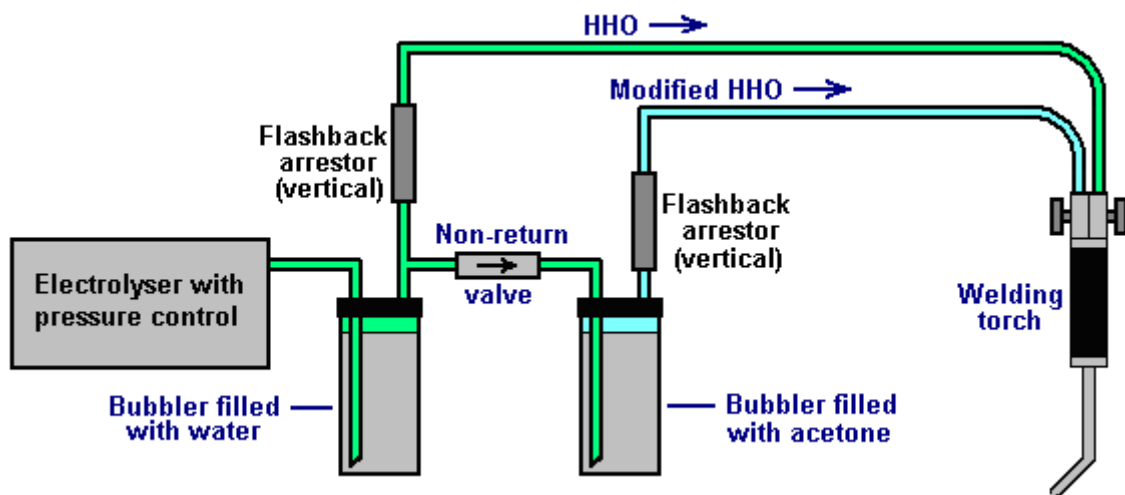 HHO
Modified HHO
Flashback
arrestor
(vertical)
Flashback
arrestor
(vertical)
Non-return
valve
Electrolyser with
pressure control
Welding
torch
Bubbler filled
with water
Bubbler filled
with acetone